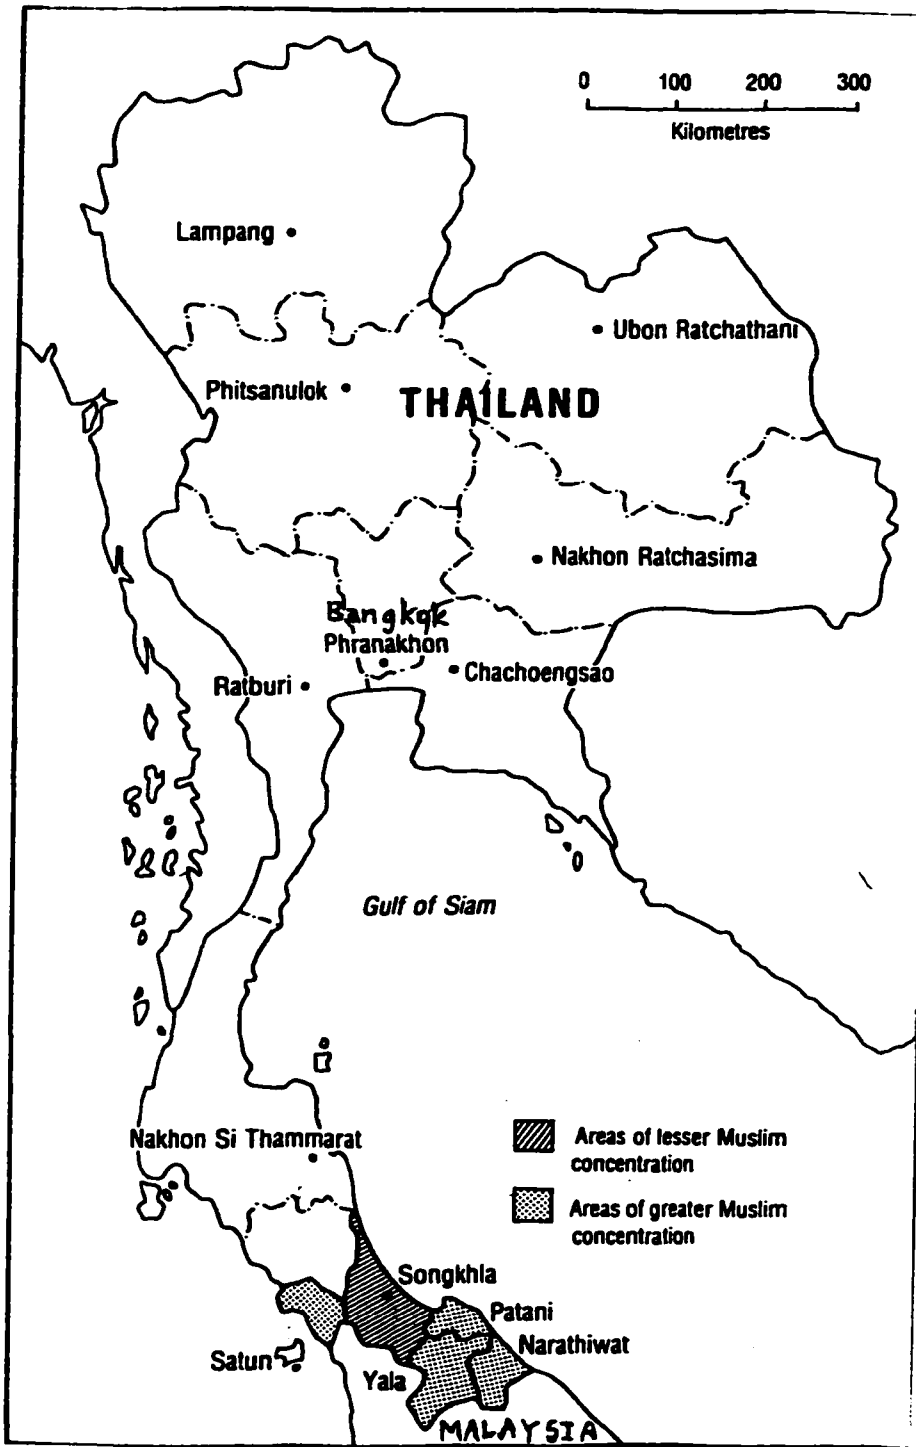 0 100 200 300
Kilometres
Lampang
Ubon Ratchathani
Phitsanulok
THAILAND
Nakhon Ratchasima
Bangkok
Phranakhon
Chachoengsao
Ratburi
Gulf of Siam
Nakhon Si Thammarat
Areas of lesser Muslim
concentration
Areas of greater Muslim
concentration
Songkhla
Patani
Narathiwat
Satun
Yala
MALAYSIA